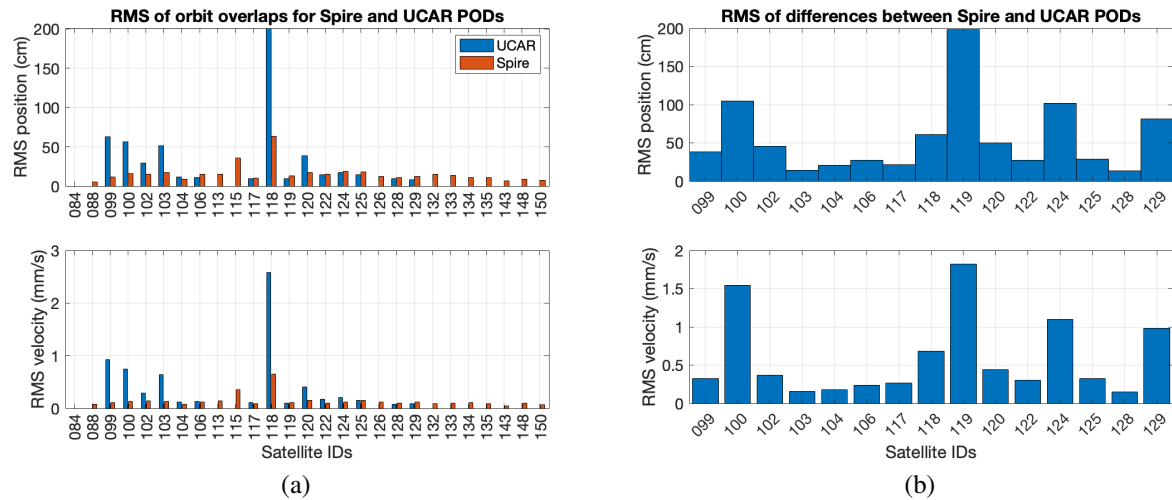 RMS of orbit overlaps for Spire and UCAR PODs
200
150
100
50
0
RMS position (cm)
UCAR
Spire
084 088 099 100 102 103 104 106 113 115 117 118 119 120 122 124 125 126 128 129 132 133 134 135 143 148 150
3
2
1
0
RMS velocity (mm/s)
084 088 099 100 102 103 104 106 113 115 117 118 119 120 122 124 125 126 128 129 132 133 134 135 143 148 150
Satellite IDs
(a)
RMS of differences between Spire and UCAR PODs
200
150
100
50
0
RMS position (cm)
099 100 102 103 104 106 117 118 119 120 122 124 125 128 129
2
1.5
1
0.5
0
RMS velocity (mm/s)
099 100 102 103 104 106 117 118 119 120 122 124 125 128 129
Satellite IDs
(b)